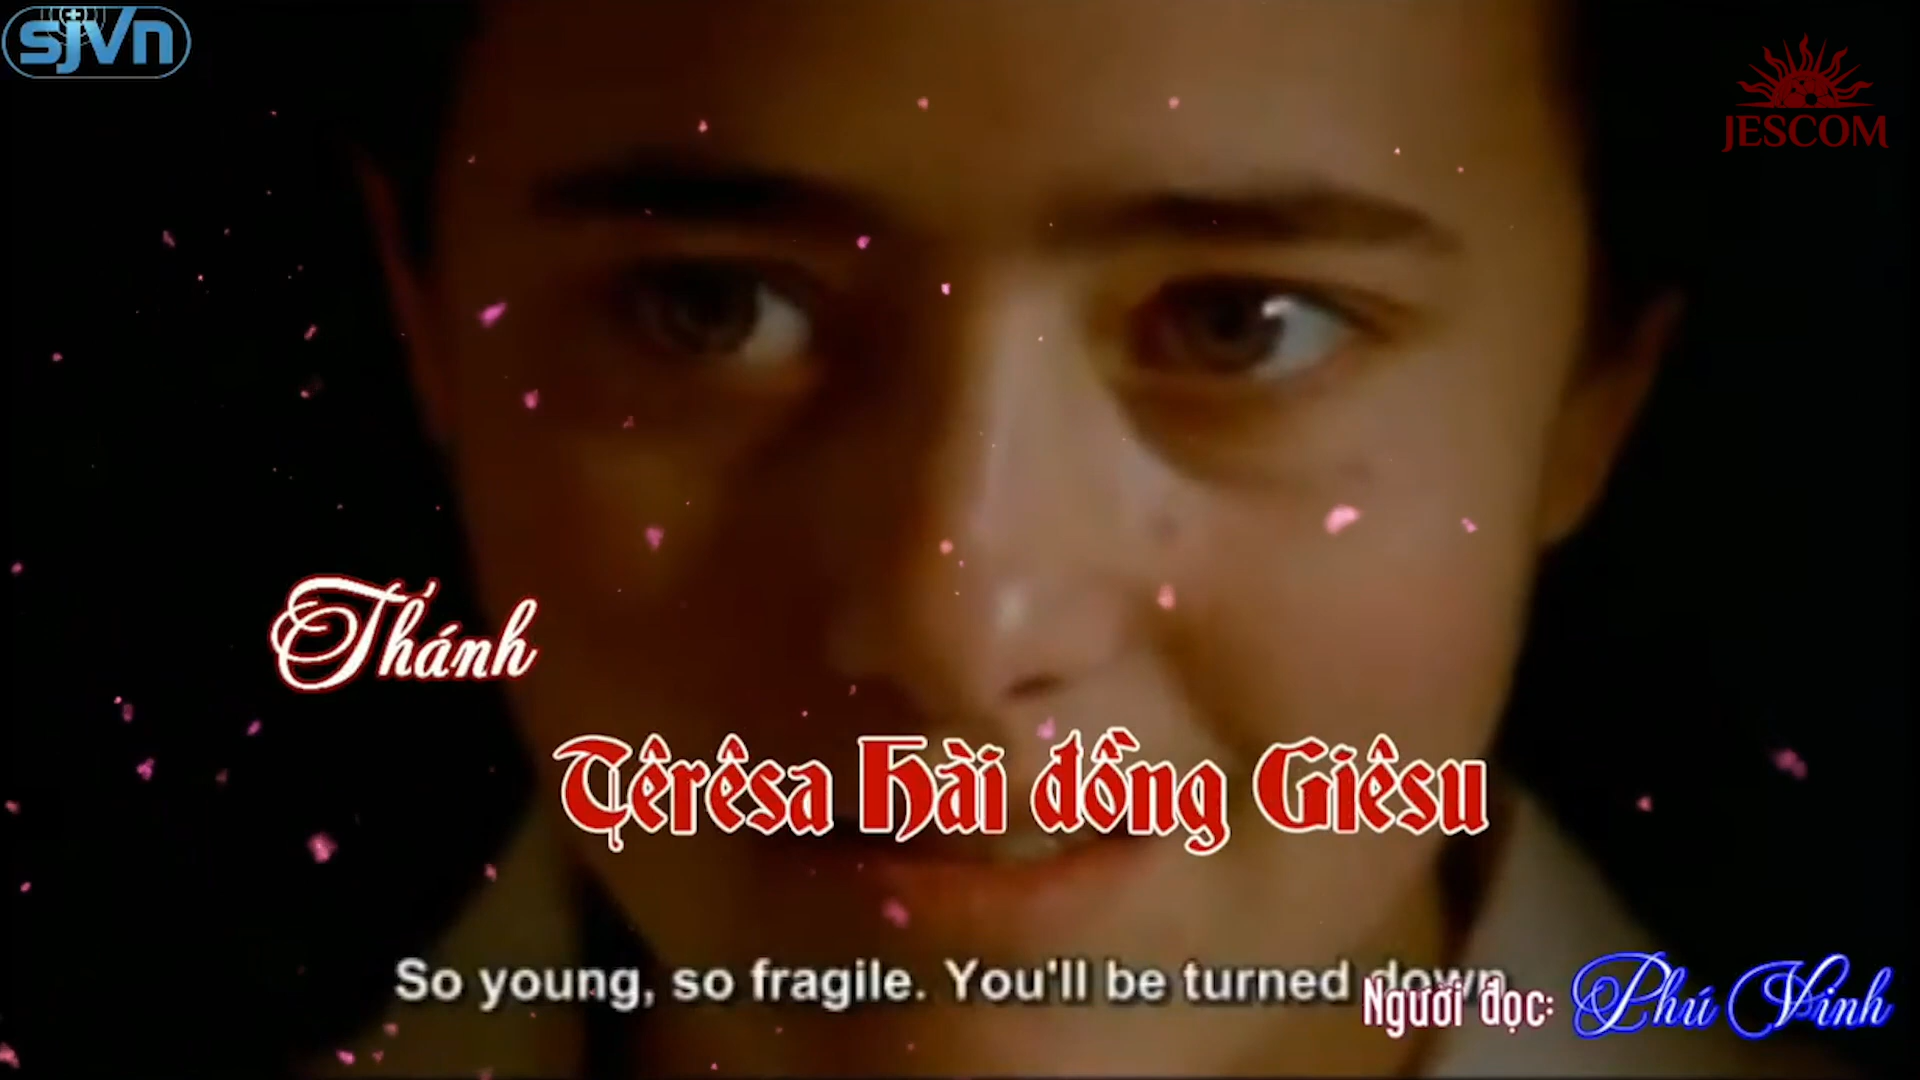 sjvn
JESCOM
Thánh
Têrêsa Hài đồng Giêsu
So young, so fragile. You'll be turned down.
Người đọc: Phú Vinh